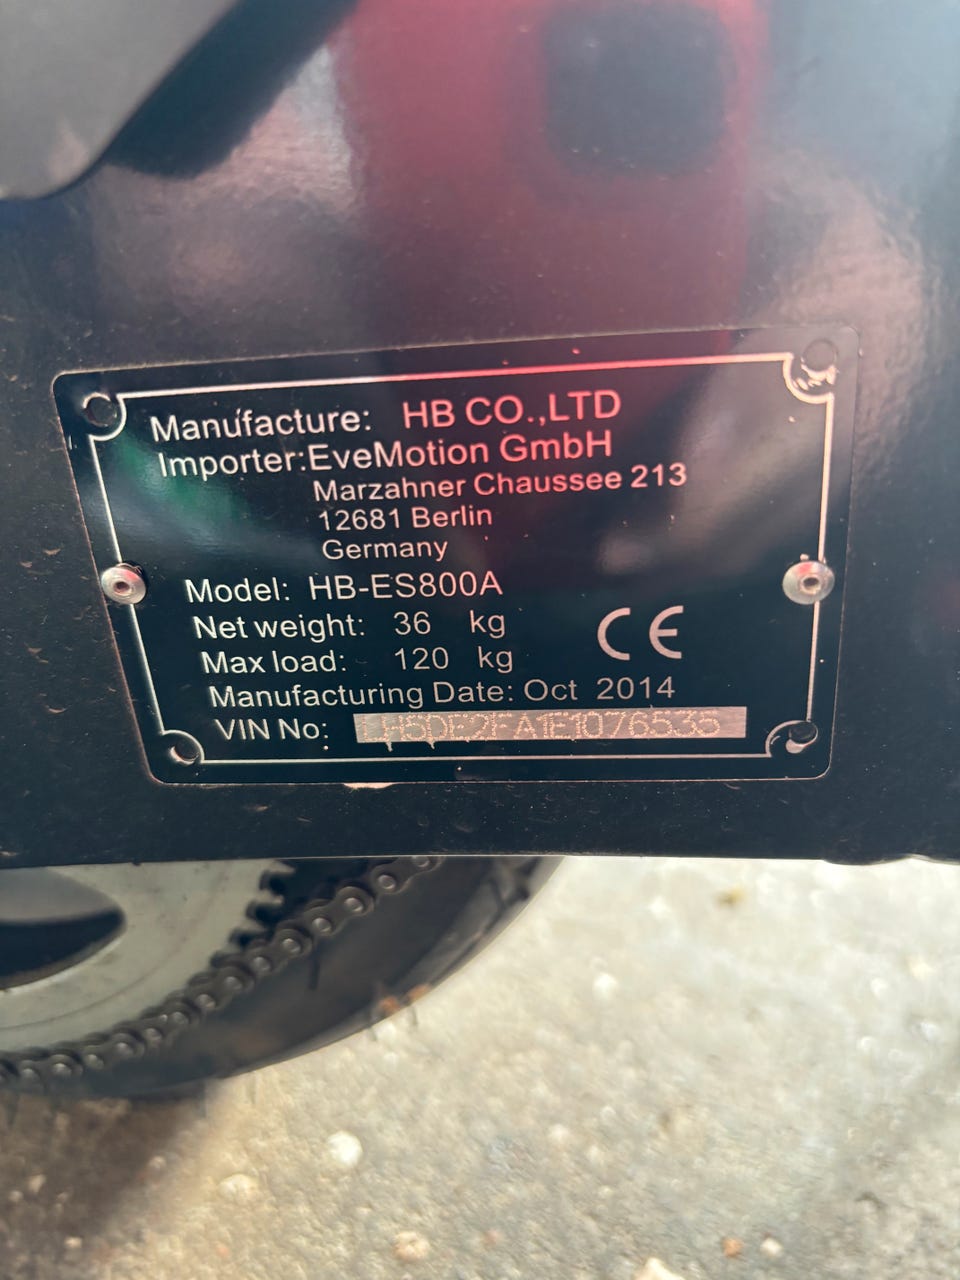 Manufacture: HB CO.,LTD
Importer:EveMotion GmbH
Marzahner Chaussee 213
12681 Berlin
Germany
Model: HB-ES800A
Net weight: 36 kg
Max load: 120 kg
CE
Manufacturing Date: Oct 2014
VIN No: LH5DE2FA1E1076535